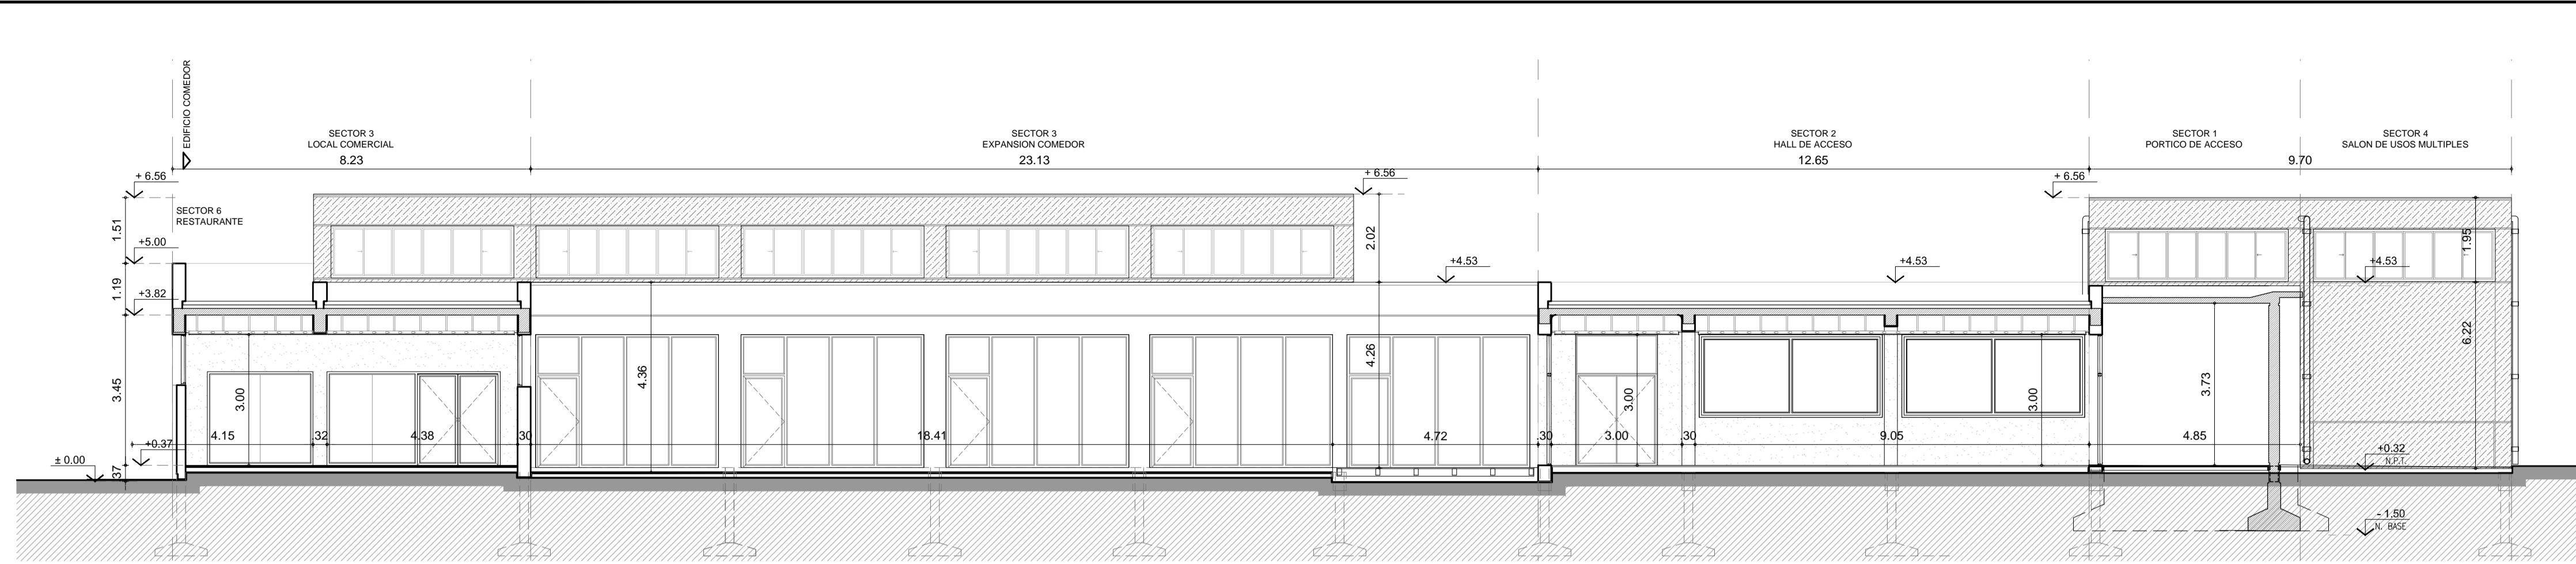 EDIFICIO COMEDOR
SECTOR 3
LOCAL COMERCIAL
8.23
SECTOR 3
EXPANSION COMEDOR
23.13
SECTOR 2
HALL DE ACCESO
12.65
SECTOR 1
PORTICO DE ACCESO
SECTOR 4
SALON DE USOS MULTIPLES
9.70
+ 6.56
+ 6.56
+ 6.56
SECTOR 6
RESTAURANTE
1.51
+5.00
1.19
+3.82
3.45
+0.37
± 0.00
.37
2.02
+4.53
+4.53
1.95
+4.53
3.00
4.36
4.26
3.00
3.00
3.73
6.22
4.15
.32
4.38
.30
18.41
4.72
.30
3.00
.30
9.05
4.85
+0.32
N.P.T.
- 1.50
N. BASE